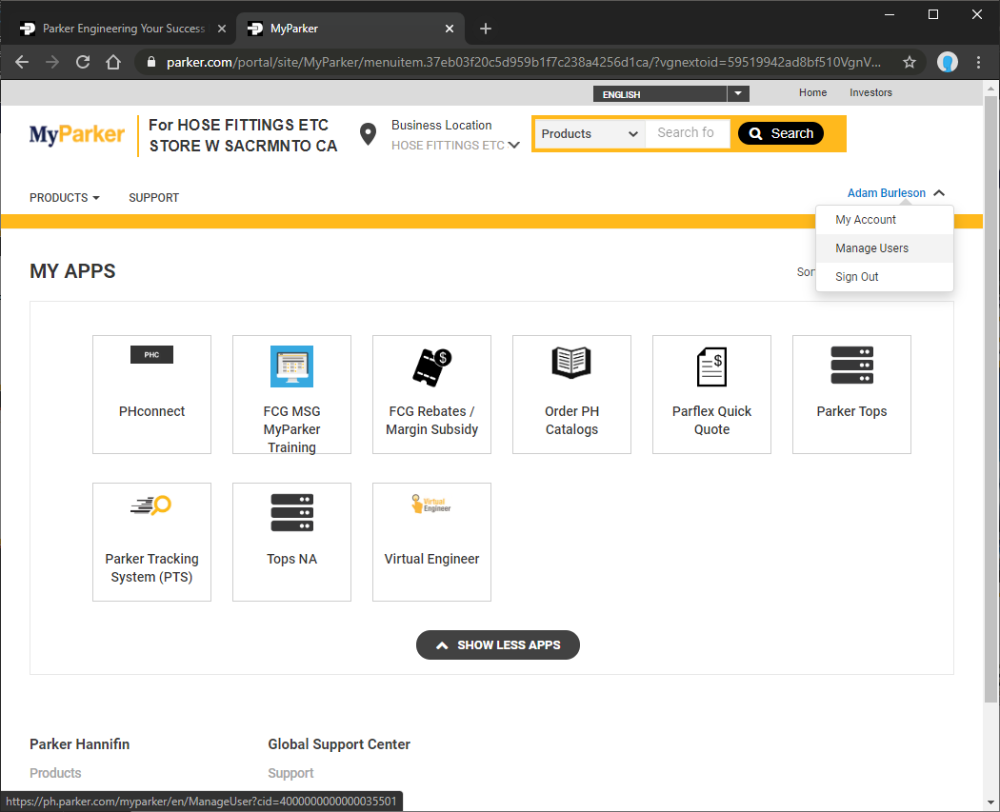 Parker Engineering Your Success
MyParker
parker.com/portal/site/MyParker/menuitem.37eb03f20c5d959b1f7c238a4256d1ca/?vgnextoid=59519942ad8bf510VgnV...
ENGLISH
Home
Investors
MyParker
For HOSE FITTINGS ETC
STORE W SACRMNTO CA
Business Location
HOSE FITTINGS ETC
Products
Search fo
Search
PRODUCTS
SUPPORT
Adam Burleson
My Account
Manage Users
Sign Out
MY APPS
Sor
PHC
PHconnect
FCG MSG
MyParker
Training
$
FCG Rebates /
Margin Subsidy
Order PH
Catalogs
$
Parflex Quick
Quote
Parker Tops
Parker Tracking
System (PTS)
Tops NA
Virtual
Engineer
Virtual Engineer
SHOW LESS APPS
Parker Hannifin
Global Support Center
Products
Support
https://ph.parker.com/myparker/en/ManageUser?cid=4000000000000035501